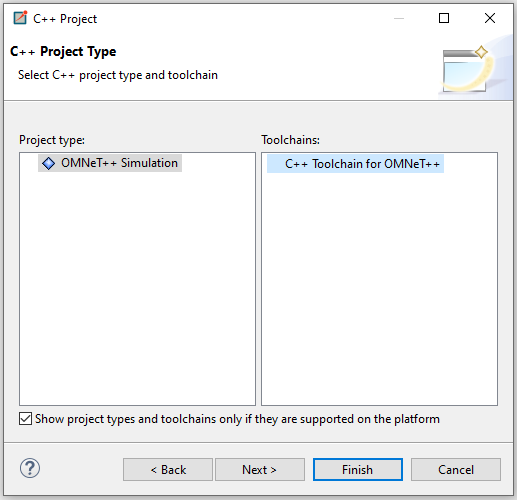 C++ Project
C++ Project Type
Select C++ project type and toolchain
Project type:
Toolchains:
OMNeT++ Simulation
C++ Toolchain for OMNeT++
Show project types and toolchains only if they are supported on the platform
?
< Back
Next >
Finish
Cancel